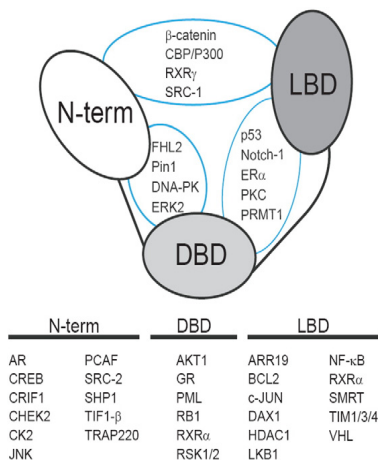 β-catenin
CBP/P300
RXRγ
SRC-1
N-term
LBD
FHL2
Pin1
DNA-PK
ERK2
p53
Notch-1
ERα
PKC
PRMT1
DBD
N-term DBD LBD
AR PCAF AKT1 ARR19 NF-κB
CREB SRC-2 GR BCL2 RXRα
CRIF1 SHP1 PML c-JUN SMRT
CHEK2 TIF1-β RB1 DAX1 TIM1/3/4
CK2 TRAP220 RXRα HDAC1 VHL
JNK RSK1/2 LKB1